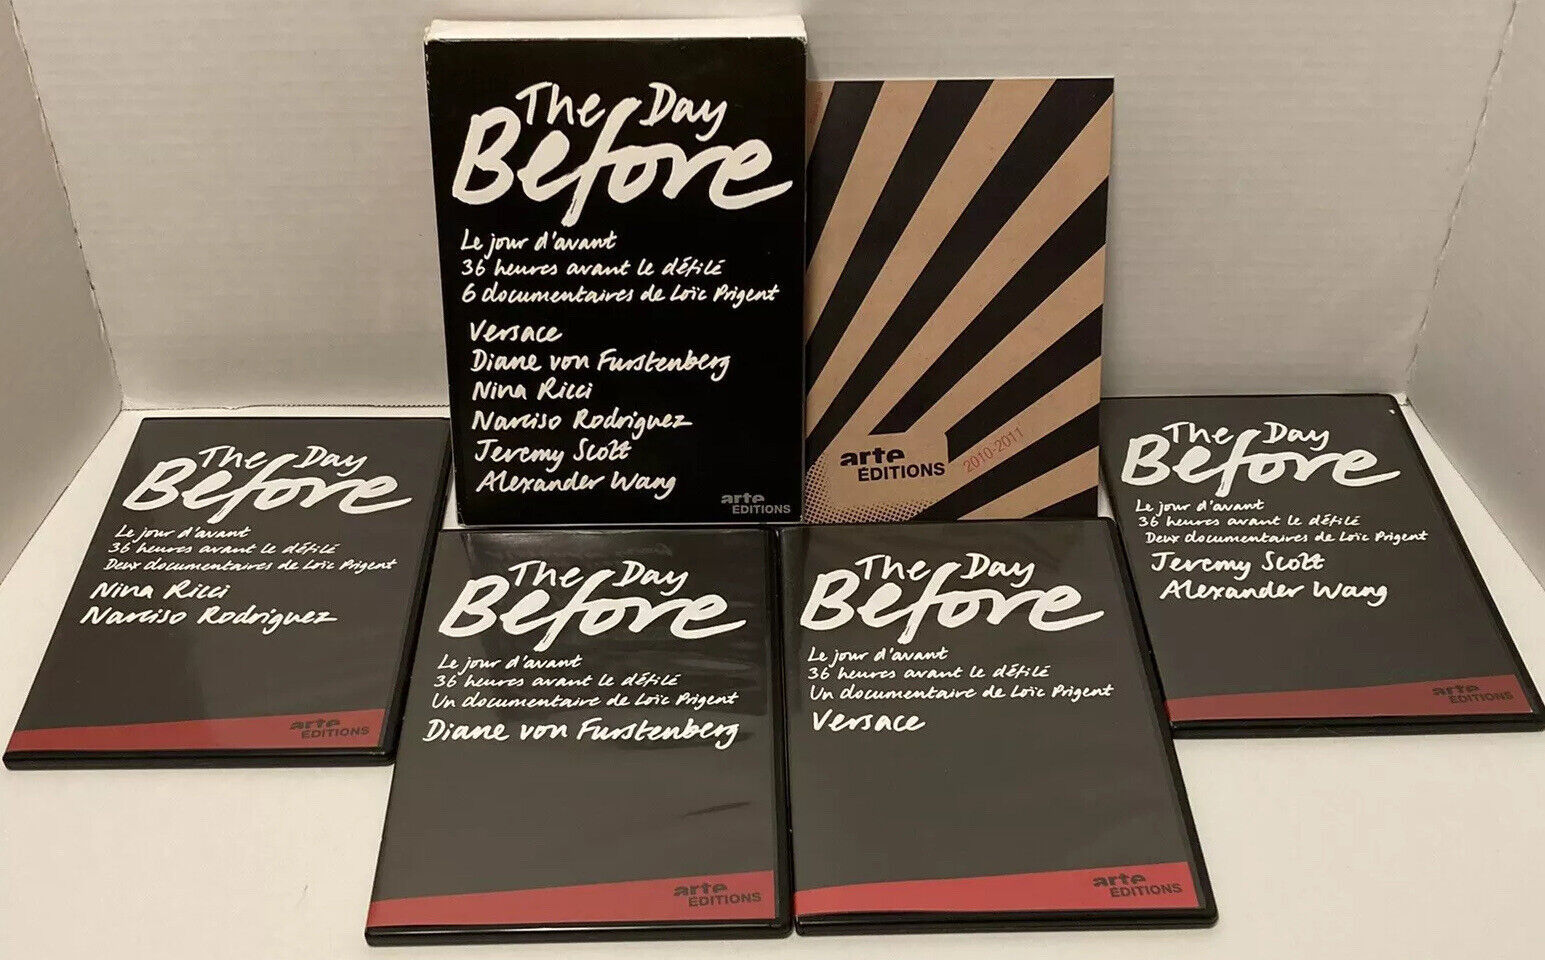 The Day
Before
Le jour d'avant
36 heures avant le défilé
6 documentaires de Loïc Prigent
Versace
Diane von Furstenberg
Nina Ricci
Narciso Rodriguez
Jeremy Scott
Alexander Wang
arte
EDITIONS
arte
EDITIONS
2010-2011
The Day
Before
Le jour d'avant
36 heures avant le défilé
Deux documentaires de Loïc Prigent
Nina Ricci
Narciso Rodriguez
arte
EDITIONS
The Day
Before
Le jour d'avant
36 heures avant le défilé
Un documentaire de Loïc Prigent
Diane von Furstenberg
arte
EDITIONS
The Day
Before
Le jour d'avant
36 heures avant le défilé
Un documentaire de Loïc Prigent
Versace
arte
EDITIONS
The Day
Before
Le jour d'avant
36 heures avant le défilé
Deux documentaires de Loïc Prigent
Jeremy Scott
Alexander Wang
arte
EDITIONS